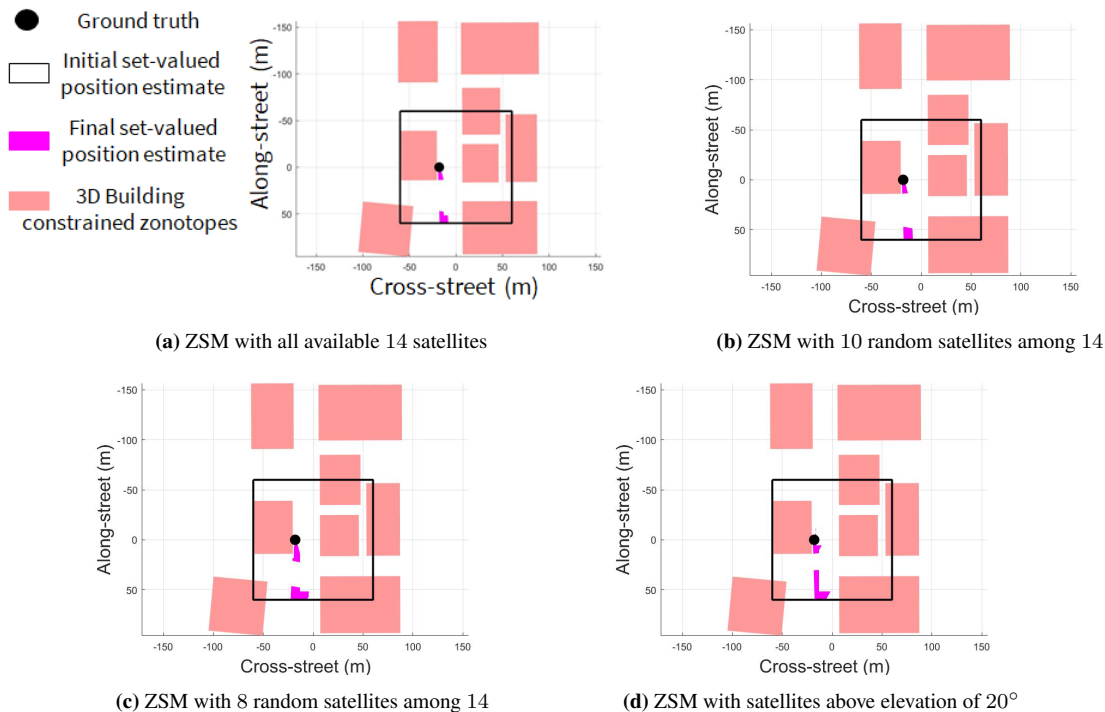 Ground truth
Initial set-valued
position estimate
Final set-valued
position estimate
3D Building
constrained zonotopes
Along-street (m)
-150
-100
-50
0
50
-150 -100 -50 0 50 100 150
Cross-street (m)
(a) ZSM with all available 14 satellites
Along-street (m)
-150
-100
-50
0
50
-150 -100 -50 0 50 100 150
Cross-street (m)
(b) ZSM with 10 random satellites among 14
Along-street (m)
-150
-100
-50
0
50
-150 -100 -50 0 50 100 150
Cross-street (m)
(c) ZSM with 8 random satellites among 14
Along-street (m)
-150
-100
-50
0
50
-150 -100 -50 0 50 100 150
Cross-street (m)
(d) ZSM with satellites above elevation of 20°